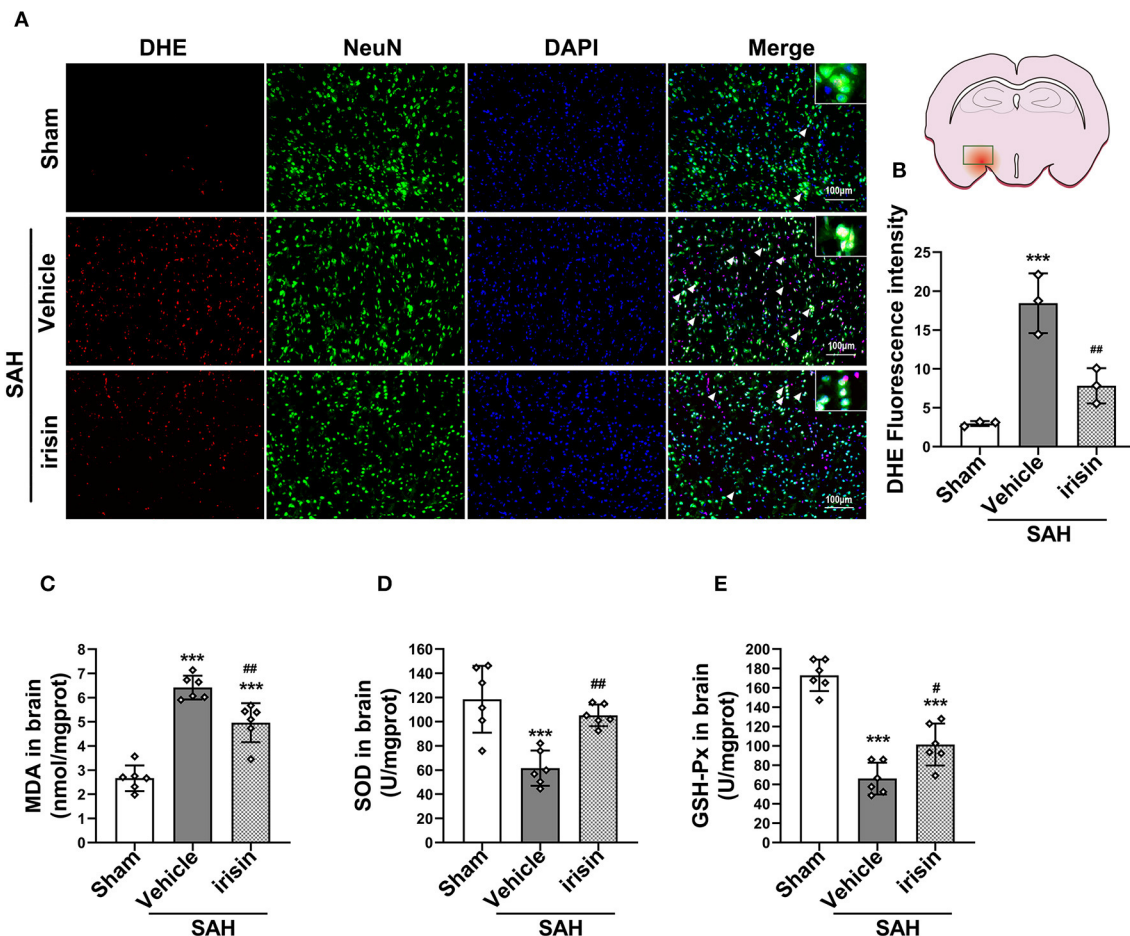 A
DHE NeuN DAPI Merge
Sham
100μm
SAH
Vehicle
100μm
irisin
100μm
B
DHE Fluorescence intensity
25
20
15
10
5
0
***
##
Sham Vehicle irisin
SAH
C
MDA in brain
(nmol/mgprot)
8
7
6
5
4
3
2
1
0
***
##
***
Sham Vehicle irisin
SAH
D
SOD in brain
(U/mgprot)
160
140
120
100
80
60
40
20
0
***
##
Sham Vehicle irisin
SAH
E
GSH-Px in brain
(U/mgprot)
200
180
160
140
120
100
80
60
40
20
0
***
#
***
Sham Vehicle irisin
SAH